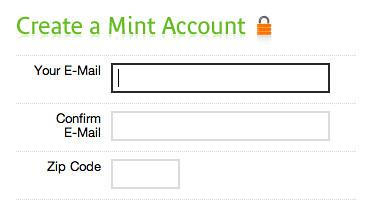 Create a Mint Account
Your E-Mail
Confirm
E-Mail
Zip Code